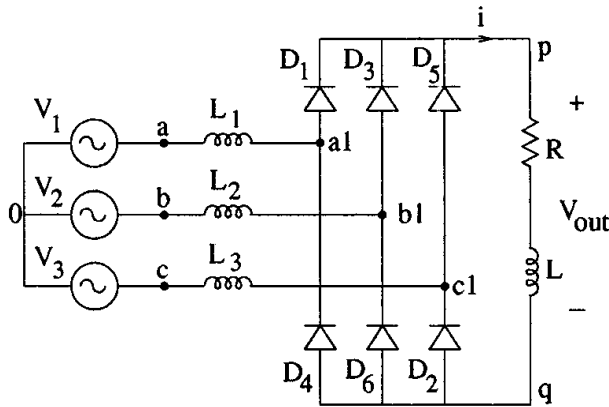 i
p
D1 D3 D5
+
V1 a L1
a1
R
V2 b L2
0
b1
Vout
V3 c L3
c1
L
−
D4 D6 D2
q